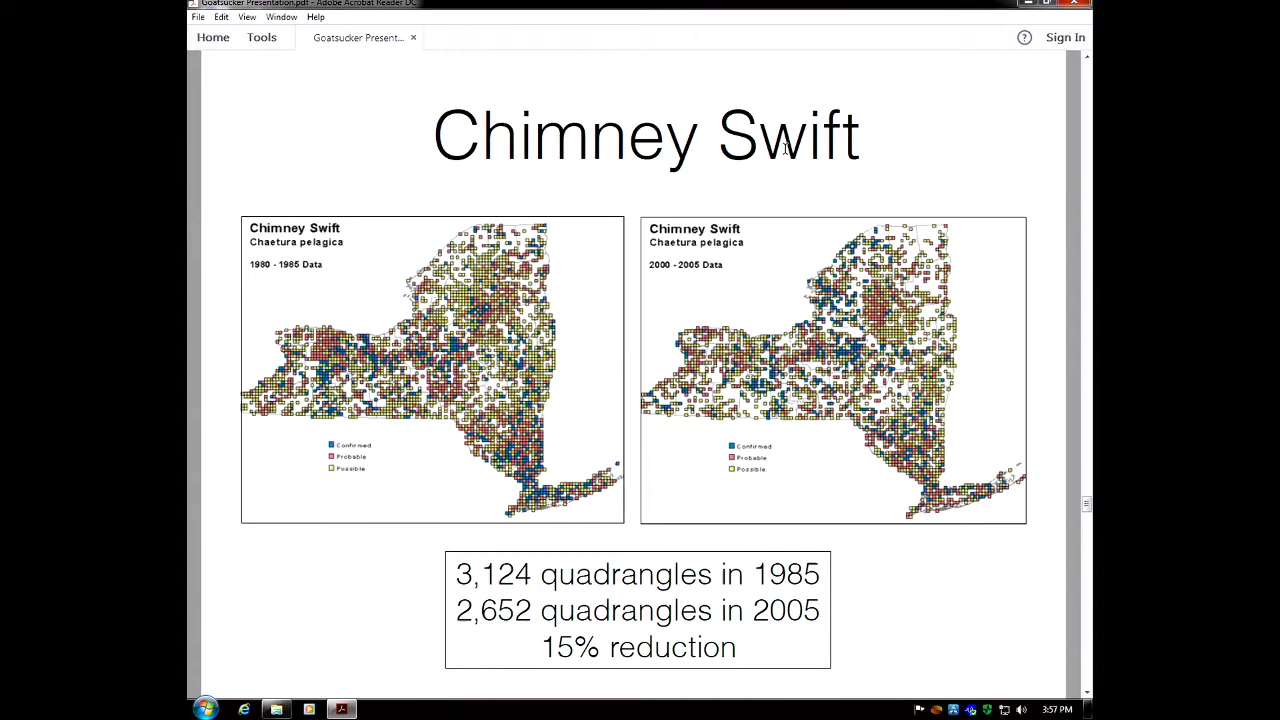 Goatsucker Presentation.pdf - Adobe Acrobat Reader DC
File Edit View Window Help
Home Tools Goatsucker Present... × ? Sign In
Chimney Swift
Chimney Swift
Chaetura pelagica
1980 - 1985 Data
Confirmed
Probable
Possible
Chimney Swift
Chaetura pelagica
2000 - 2005 Data
Confirmed
Probable
Possible
3,124 quadrangles in 1985
2,652 quadrangles in 2005
15% reduction
3:57 PM